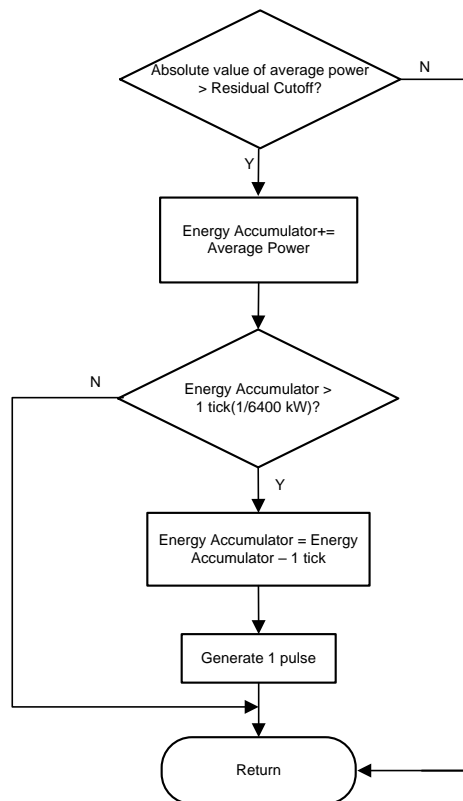 Absolute value of average power
> Residual Cutoff?
N
Y
Energy Accumulator+=
Average Power
N
Energy Accumulator >
1 tick(1/6400 kW)?
Y
Energy Accumulator = Energy
Accumulator – 1 tick
Generate 1 pulse
Return